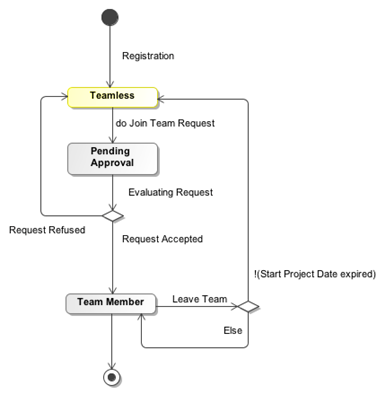 Registration
Teamless
do Join Team Request
Pending
Approval
Evaluating Request
Request Refused
Request Accepted
!(Start Project Date expired)
Team Member
Leave Team
Else